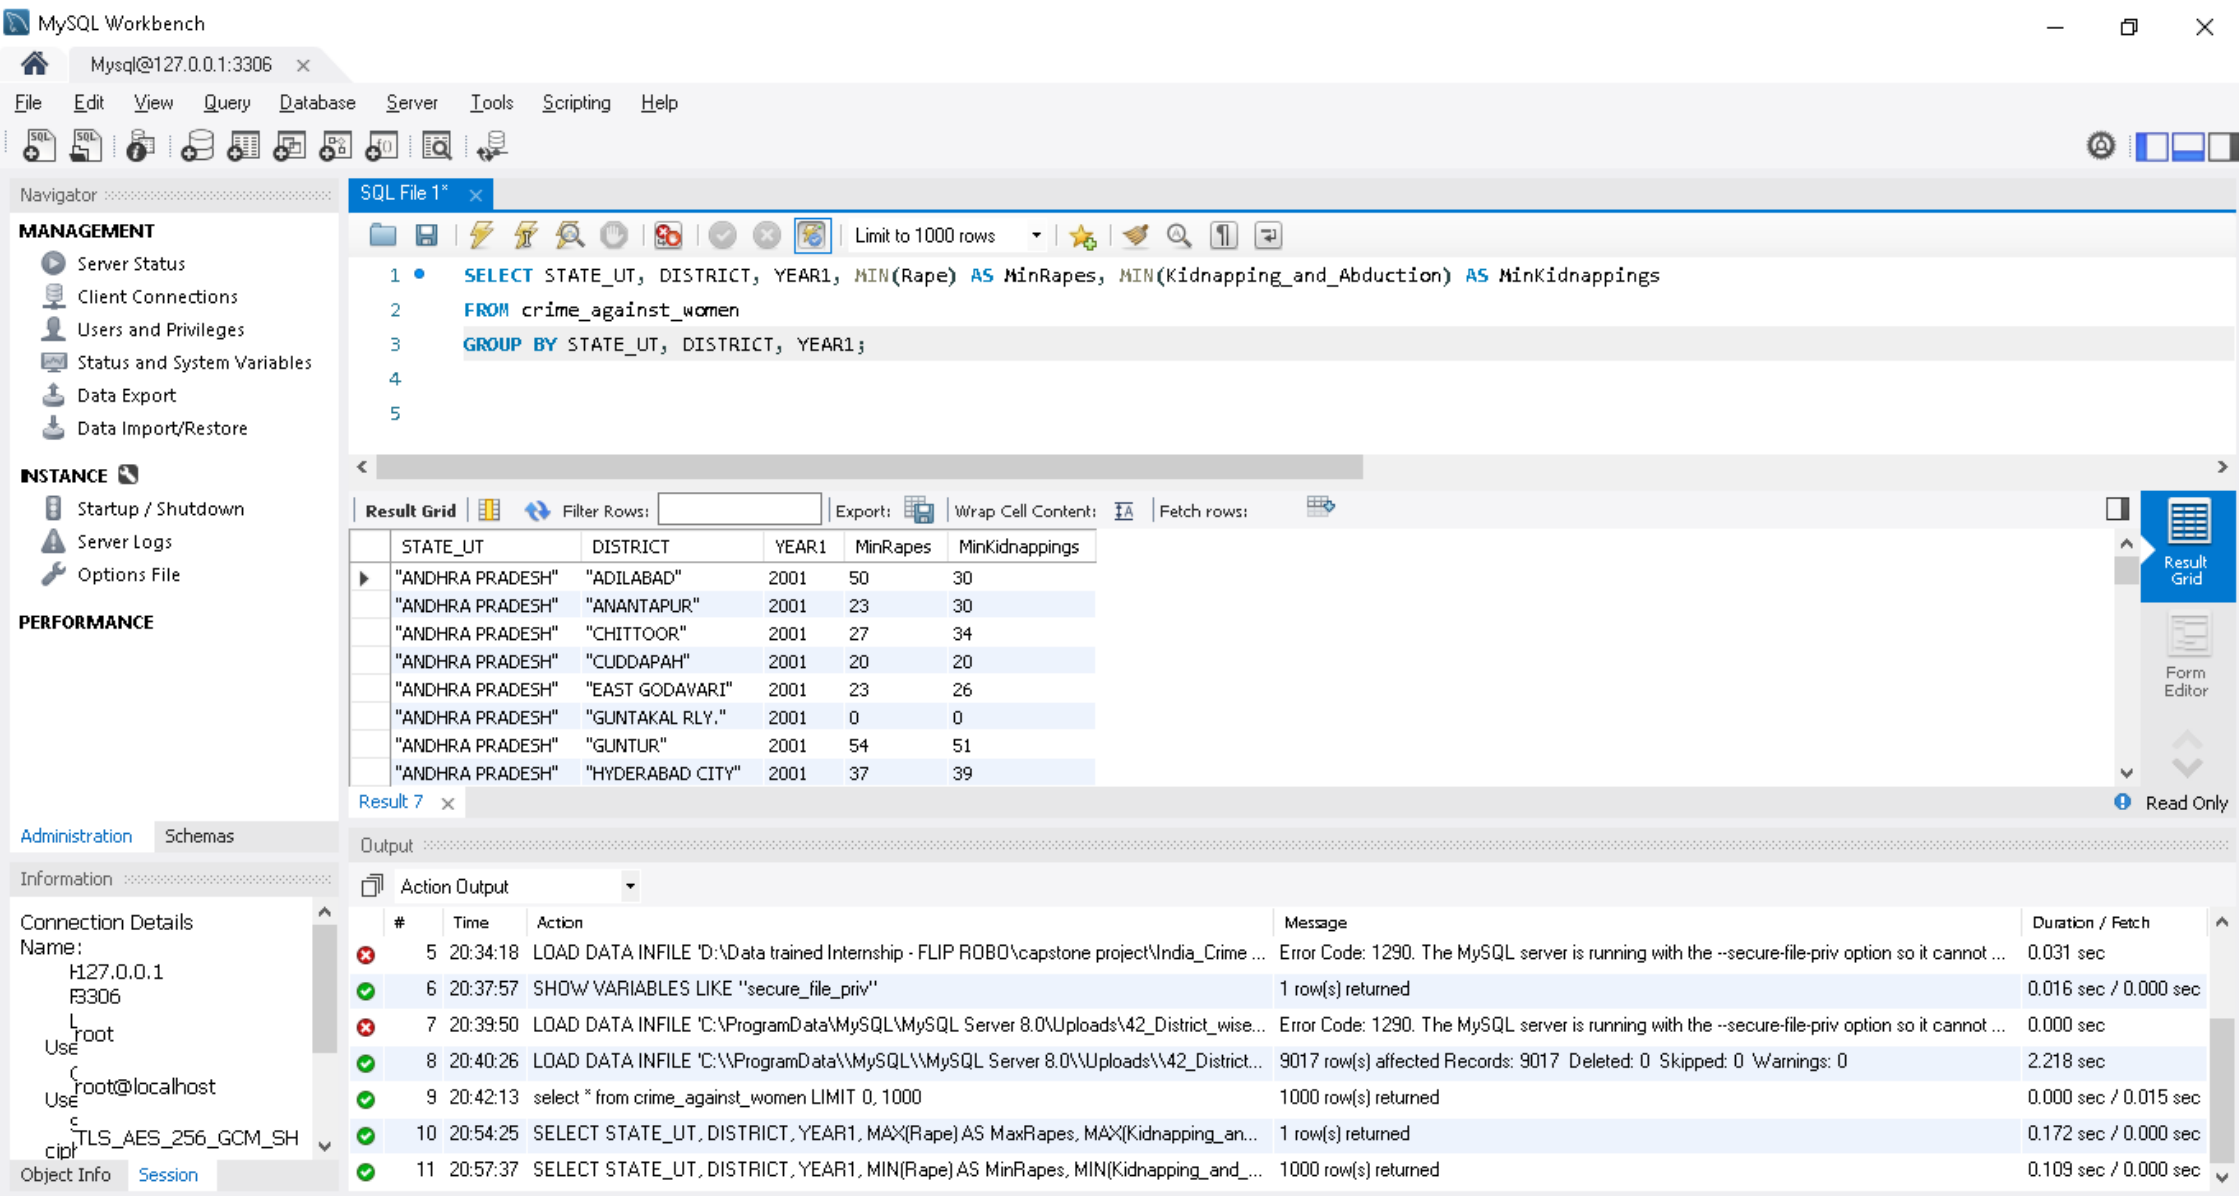 MySQL Workbench
Mysql@127.0.0.1:3306
File Edit View Query Database Server Tools Scripting Help
Navigator
MANAGEMENT
Server Status
Client Connections
Users and Privileges
Status and System Variables
Data Export
Data Import/Restore
INSTANCE
Startup / Shutdown
Server Logs
Options File
PERFORMANCE
Administration Schemas
Information
Connection Details
Name:
127.0.0.1
3306
root
Use
root@localhost
Use
TLS_AES_256_GCM_SH
ciph
Object Info Session
SQL File 1*
Limit to 1000 rows
1 SELECT STATE_UT, DISTRICT, YEAR1, MIN(Rape) AS MinRapes, MIN(Kidnapping_and_Abduction) AS MinKidnappings
2 FROM crime_against_women
3 GROUP BY STATE_UT, DISTRICT, YEAR1;
4
5
Result Grid Filter Rows: Export: Wrap Cell Content: IA Fetch rows:
STATE_UT DISTRICT YEAR1 MinRapes MinKidnappings
"ANDHRA PRADESH" "ADILABAD" 2001 50 30
"ANDHRA PRADESH" "ANANTAPUR" 2001 23 30
"ANDHRA PRADESH" "CHITTOOR" 2001 27 34
"ANDHRA PRADESH" "CUDDAPAH" 2001 20 20
"ANDHRA PRADESH" "EAST GODAVARI" 2001 23 26
"ANDHRA PRADESH" "GUNTAKAL RLY." 2001 0 0
"ANDHRA PRADESH" "GUNTUR" 2001 54 51
"ANDHRA PRADESH" "HYDERABAD CITY" 2001 37 39
Result Grid
Form Editor
Result 7
Read Only
Output
Action Output
# Time Action Message Duration / Fetch
5 20:34:18 LOAD DATA INFILE 'D:\Data trained Internship - FLIP ROBO\capstone project\India_Crime ... Error Code: 1290. The MySQL server is running with the --secure-file-priv option so it cannot ... 0.031 sec
6 20:37:57 SHOW VARIABLES LIKE "secure_file_priv" 1 row(s) returned 0.016 sec / 0.000 sec
7 20:39:50 LOAD DATA INFILE 'C:\ProgramData\MySQL\MySQL Server 8.0\Uploads\42_District_wise... Error Code: 1290. The MySQL server is running with the --secure-file-priv option so it cannot ... 0.000 sec
8 20:40:26 LOAD DATA INFILE 'C:\\ProgramData\\MySQL\\MySQL Server 8.0\\Uploads\\42_District... 9017 row(s) affected Records: 9017 Deleted: 0 Skipped: 0 Warnings: 0 2.218 sec
9 20:42:13 select * from crime_against_women LIMIT 0, 1000 1000 row(s) returned 0.000 sec / 0.015 sec
10 20:54:25 SELECT STATE_UT, DISTRICT, YEAR1, MAX(Rape) AS MaxRapes, MAX(Kidnapping_an... 1 row(s) returned 0.172 sec / 0.000 sec
11 20:57:37 SELECT STATE_UT, DISTRICT, YEAR1, MIN(Rape) AS MinRapes, MIN(Kidnapping_and_... 1000 row(s) returned 0.109 sec / 0.000 sec